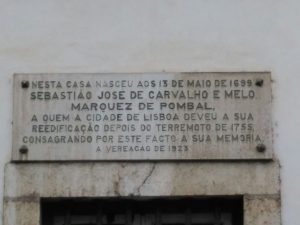 NESTA CASA NASCEU AOS 13 DE MAIO DE 1699
SEBASTIÃO JOSÉ DE CARVALHO E MELO
MARQUEZ DE POMBAL,
A QUEM A CIDADE DE LISBOA DEVEU A SUA
REEDIFICAÇÃO DEPOIS DO TERREMOTO DE 1755,
CONSAGRANDO POR ESTE FACTO A SUA MEMORIA
A VEREAÇÃO DE 1923